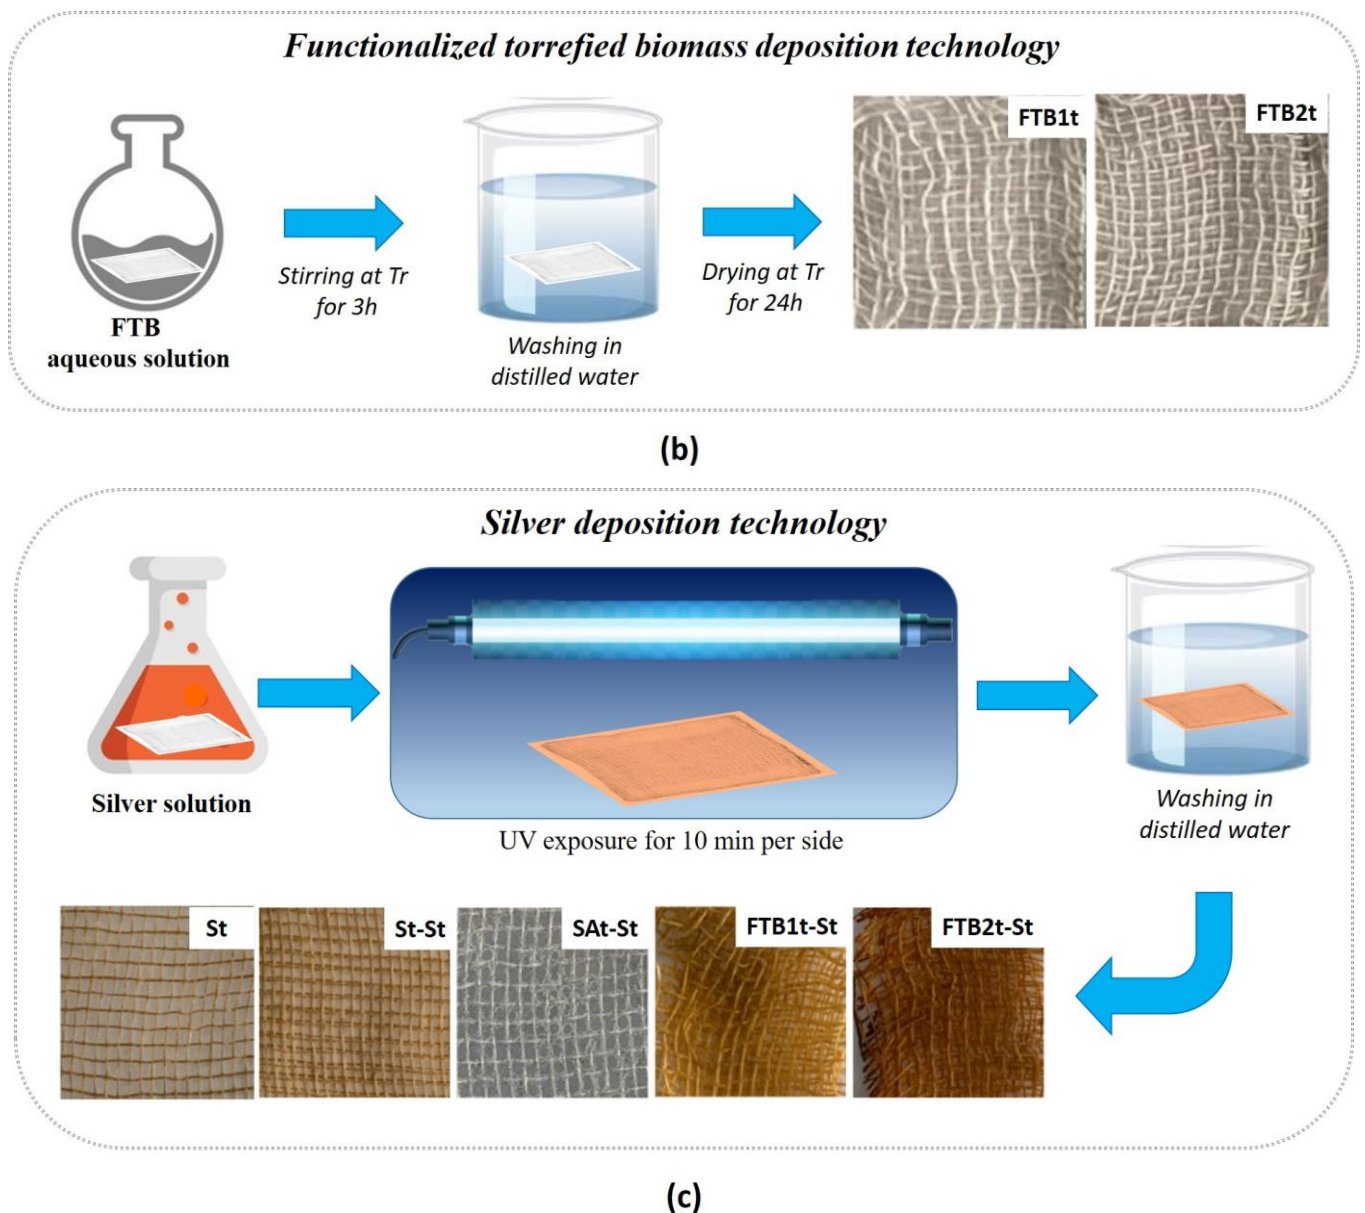 Functionalized torrefied biomass deposition technology
FTB1t
FTB2t
Stirring at Tr
for 3h
Drying at Tr
for 24h
FTB
aqueous solution
Washing in
distilled water
(b)
Silver deposition technology
Silver solution
UV exposure for 10 min per side
Washing in
distilled water
St
St-St
SAt-St
FTB1t-St
FTB2t-St
(c)